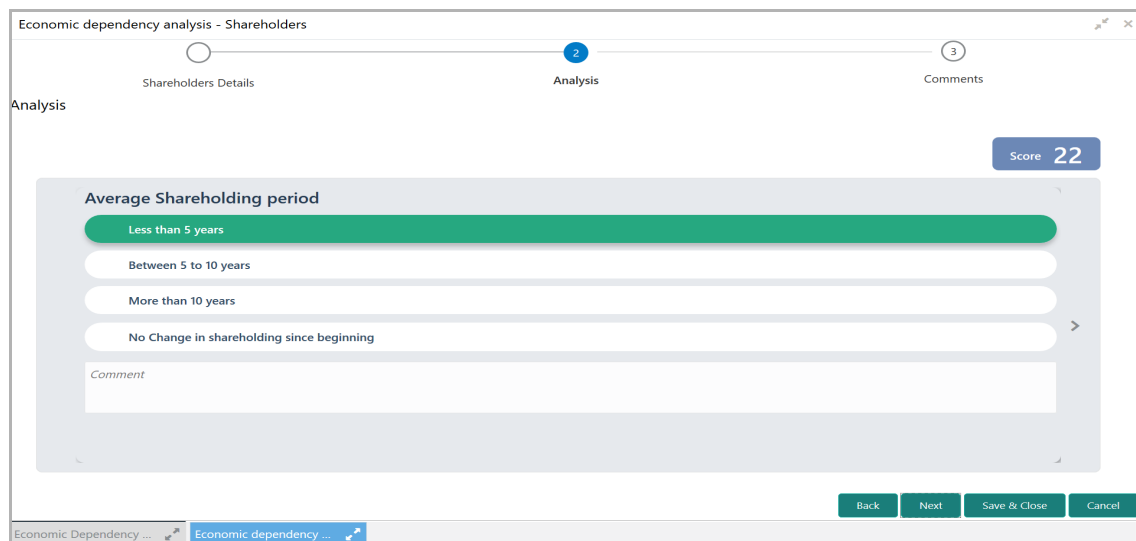 Economic dependency analysis - Shareholders
2
3
Shareholders Details
Analysis
Comments
Analysis
Score 22
Average Shareholding period
Less than 5 years
Between 5 to 10 years
More than 10 years
No Change in shareholding since beginning
Comment
Back Next Save & Close Cancel
Economic Dependency ... Economic dependency ...